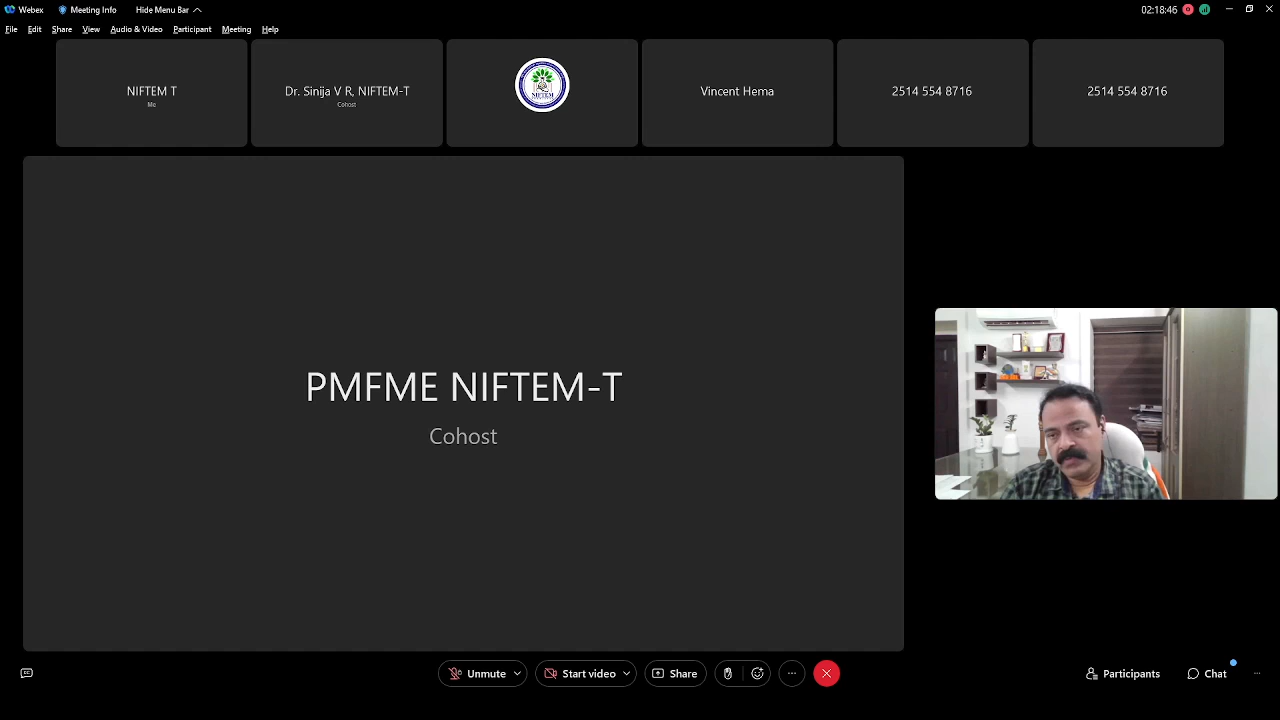 Webex
Meeting Info
Hide Menu Bar
02:18:46
File Edit Share View Audio & Video Participant Meeting Help
NIFTEM T
Me
Dr. Sinija V R, NIFTEM-T
Cohost
NIFTEM
Vincent Hema
2514 554 8716
2514 554 8716
PMFME NIFTEM-T
Cohost
Unmute
Start video
Share
Participants
Chat